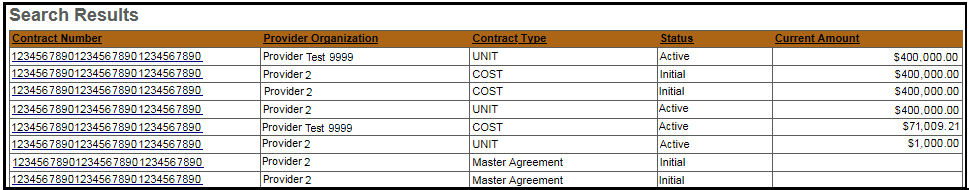 Search Results
Contract Number Provider Organization Contract Type Status Current Amount
123456789012345678901234567890 Provider Test 9999 UNIT Active $400,000.00
123456789012345678901234567890 Provider 2 COST Initial $400,000.00
123456789012345678901234567890 Provider 2 COST Initial $400,000.00
123456789012345678901234567890 Provider 2 UNIT Active $400,000.00
123456789012345678901234567890 Provider Test 9999 COST Active $71,009.21
123456789012345678901234567890 Provider 2 UNIT Active $1,000.00
123456789012345678901234567890 Provider 2 Master Agreement Initial
123456789012345678901234567890 Provider 2 Master Agreement Initial